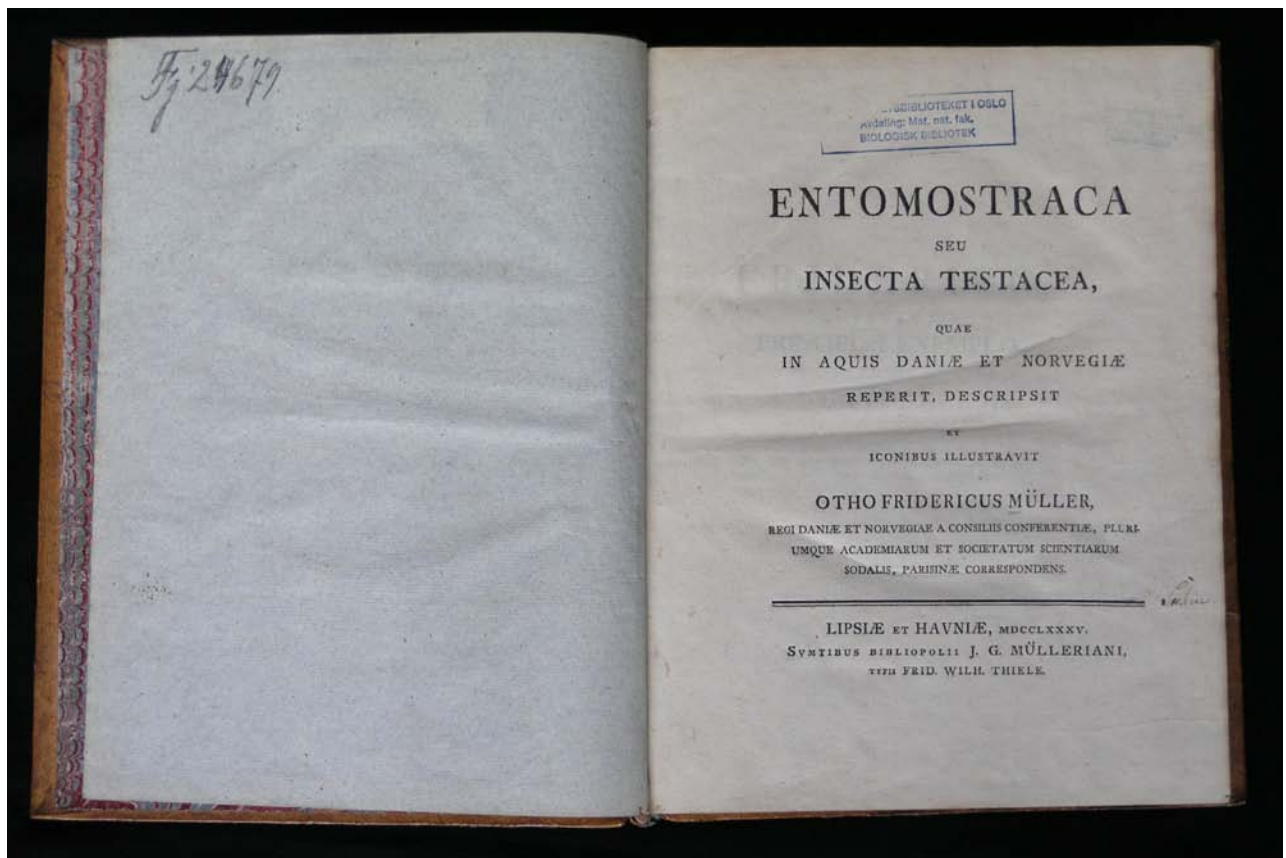 Fj: 24679
BIBLIOTEKET I OSLO
Avdeling: Mat. nat. fak.
BIOLOGISK BIBLIOTEK
ENTOMOSTRACA
SEU
INSECTA TESTACEA,
QUAE
IN AQUIS DANIÆ ET NORVEGIÆ
REPERIT, DESCRIPSIT
ET
ICONIBUS ILLUSTRAVIT
OTHO FRIDERICUS MÜLLER,
REGI DANIÆ ET NORVEGIAE A CONSILIIS CONFERENTIÆ, PLURI-
UMQUE ACADEMIARUM ET SOCIETATUM SCIENTIARUM
SODALIS, PARISINÆ CORRESPONDENS.
LIPSIÆ ET HAVNIÆ, MDCCLXXXV.
SVMTIBUS BIBLIOPOLII J. G. MÜLLERIANI,
TYPIS FRID. WILH. THIELE.